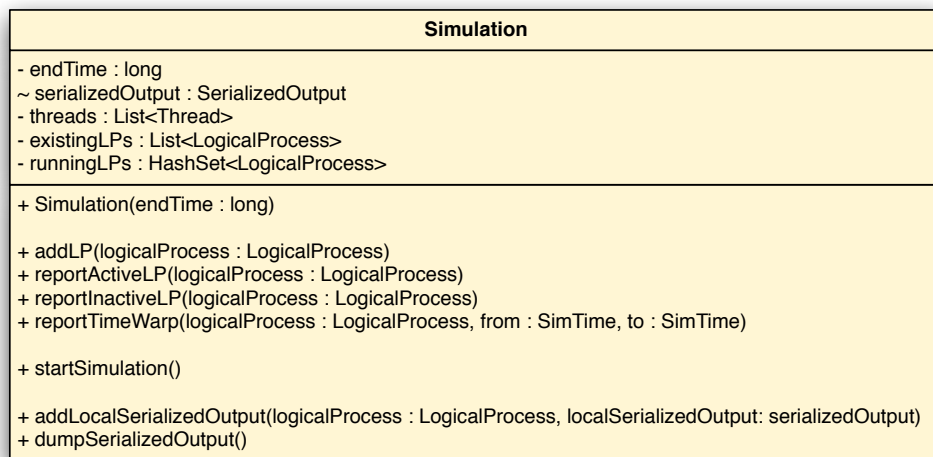 Simulation
- endTime : long
~ serializedOutput : SerializedOutput
- threads : List<Thread>
- existingLPs : List<LogicalProcess>
- runningLPs : HashSet<LogicalProcess>
+ Simulation(endTime : long)
+ addLP(logicalProcess : LogicalProcess)
+ reportActiveLP(logicalProcess : LogicalProcess)
+ reportInactiveLP(logicalProcess : LogicalProcess)
+ reportTimeWarp(logicalProcess : LogicalProcess, from : SimTime, to : SimTime)
+ startSimulation()
+ addLocalSerializedOutput(logicalProcess : LogicalProcess, localSerializedOutput: serializedOutput)
+ dumpSerializedOutput()